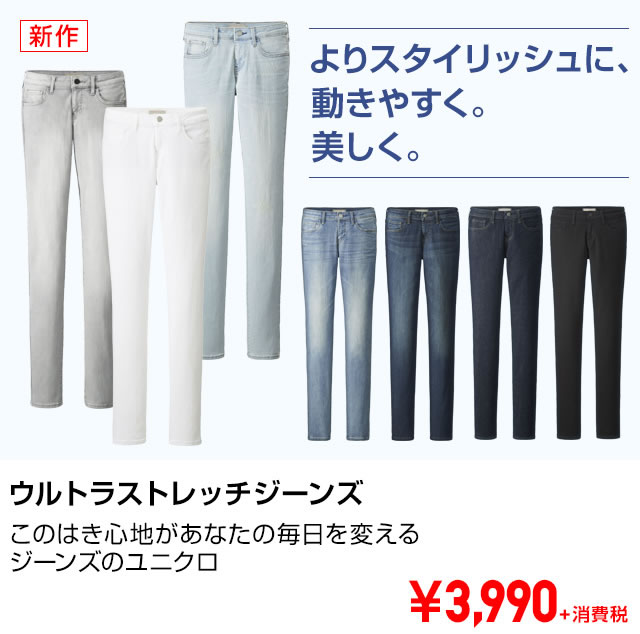 新作
よりスタイリッシュに、
動きやすく。
美しく。
ウルトラストレッチジーンズ
このはき心地があなたの毎日を変える
ジーンズのユニクロ
¥3,990+消費税